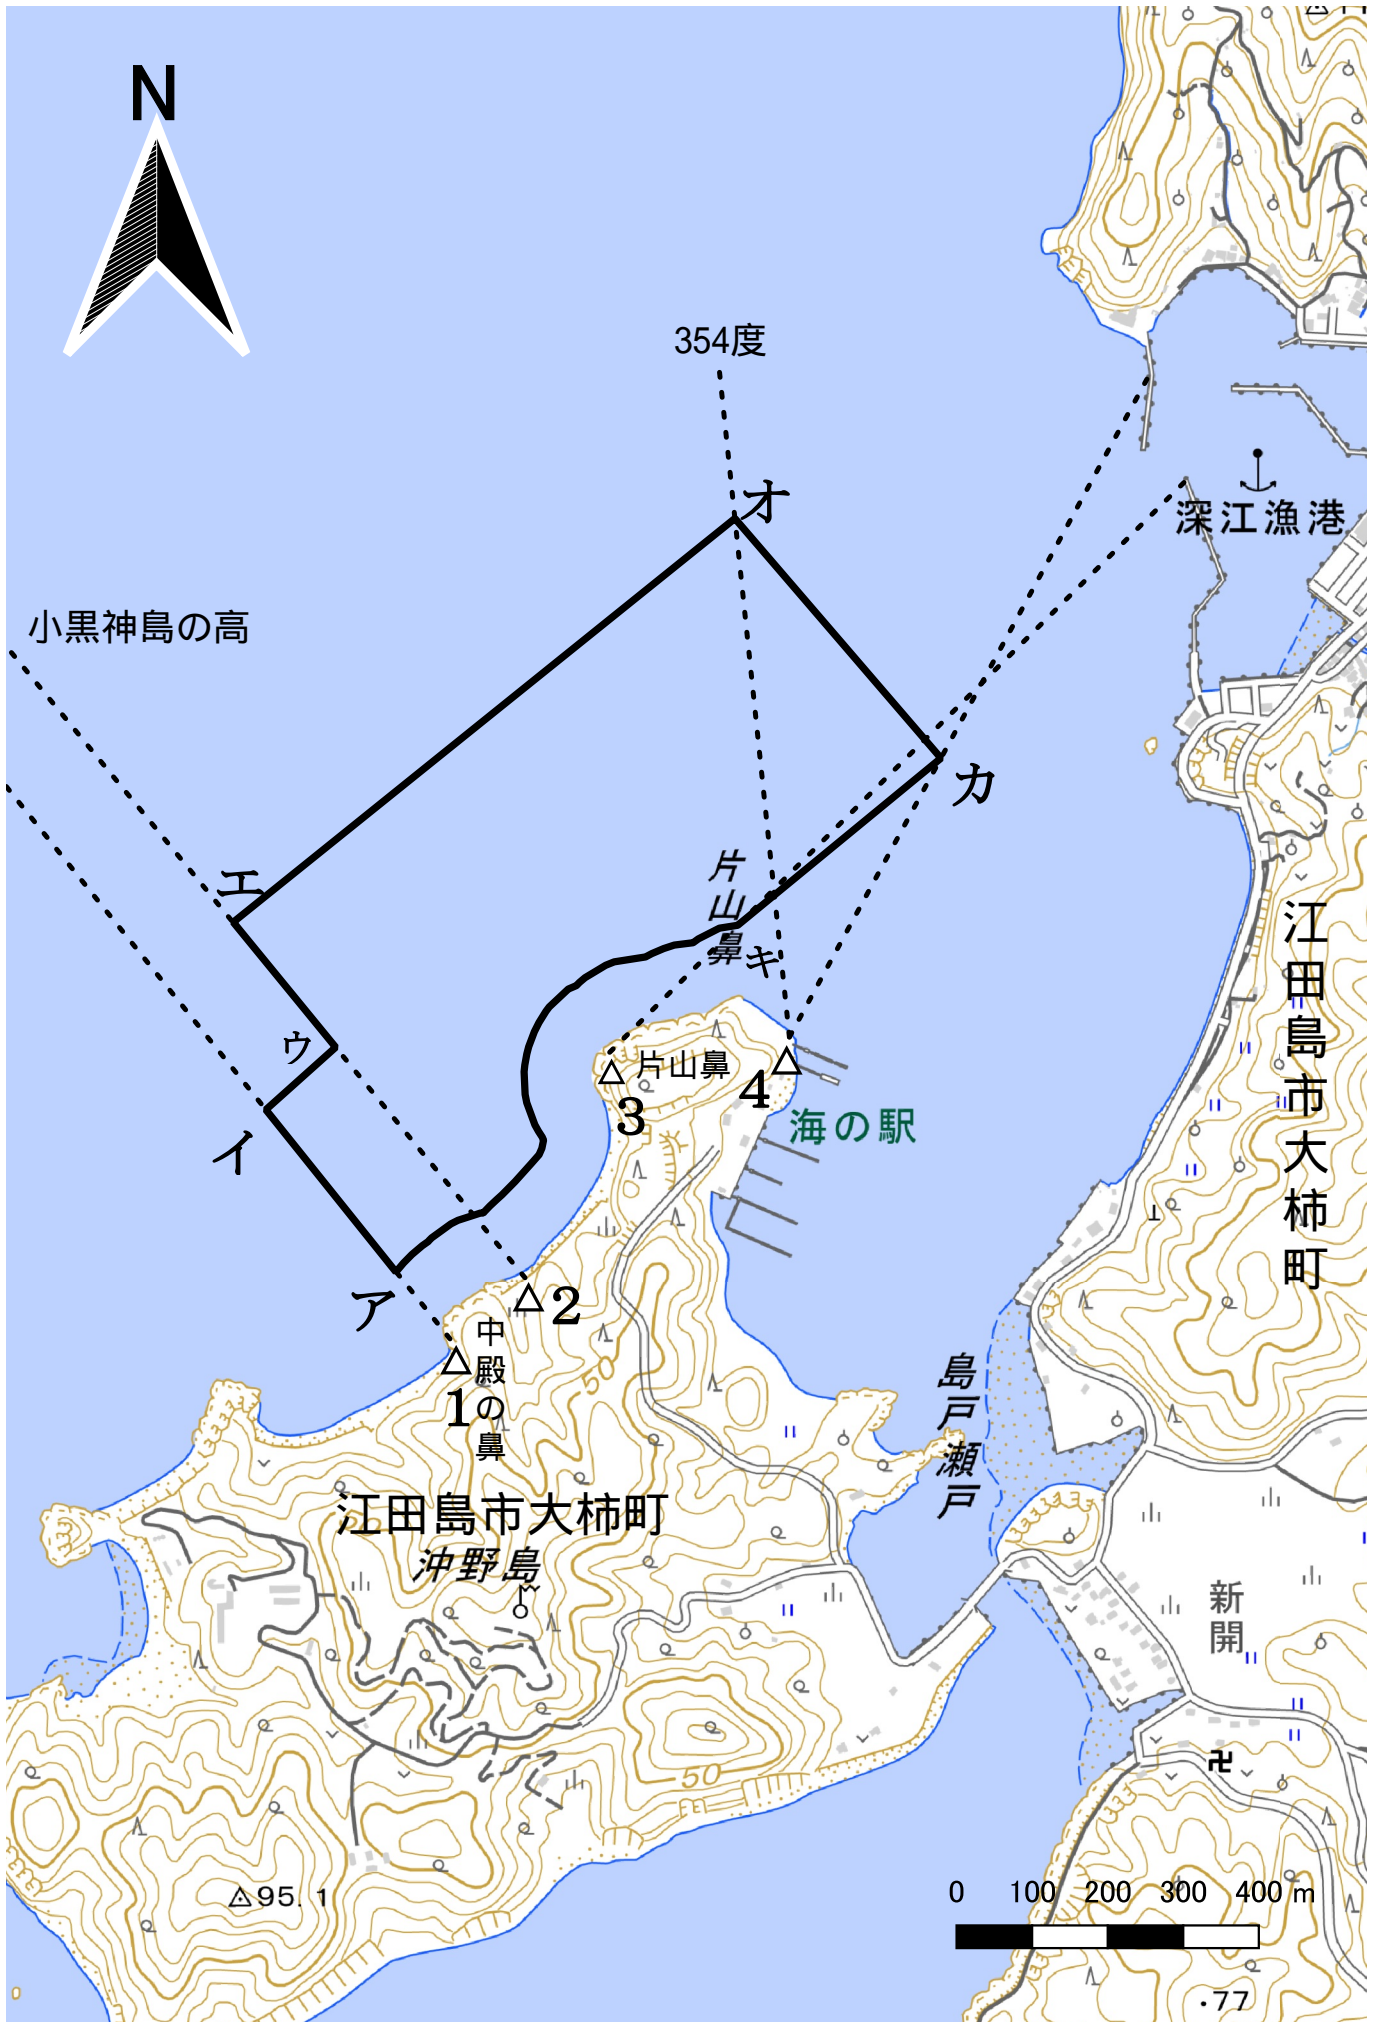 N
354度
オ
深江漁港
小黒神島の高
カ
エ
片山鼻
キ
江田島市大柿町
ウ
片山鼻
4
3
海の駅
イ
ア
2
中殿の鼻
1
50
島戸瀬戸
江田島市大柿町
沖野島
新開
50
95.1
0 100 200 300 400 m
77